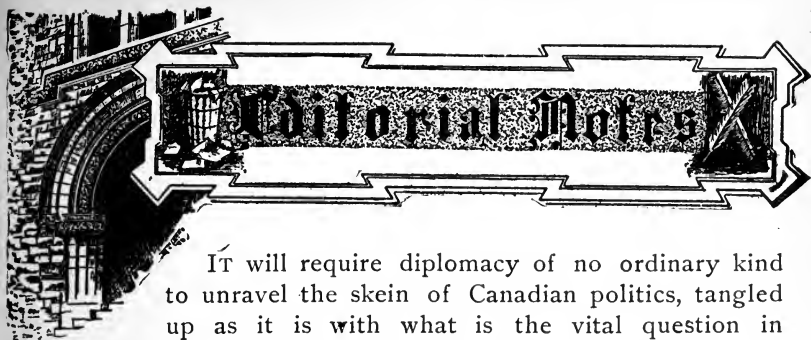 Editorial Notes
IT will require diplomacy of no ordinary kind
to unravel the skein of Canadian politics, tangled
up as it is with what is the vital question in